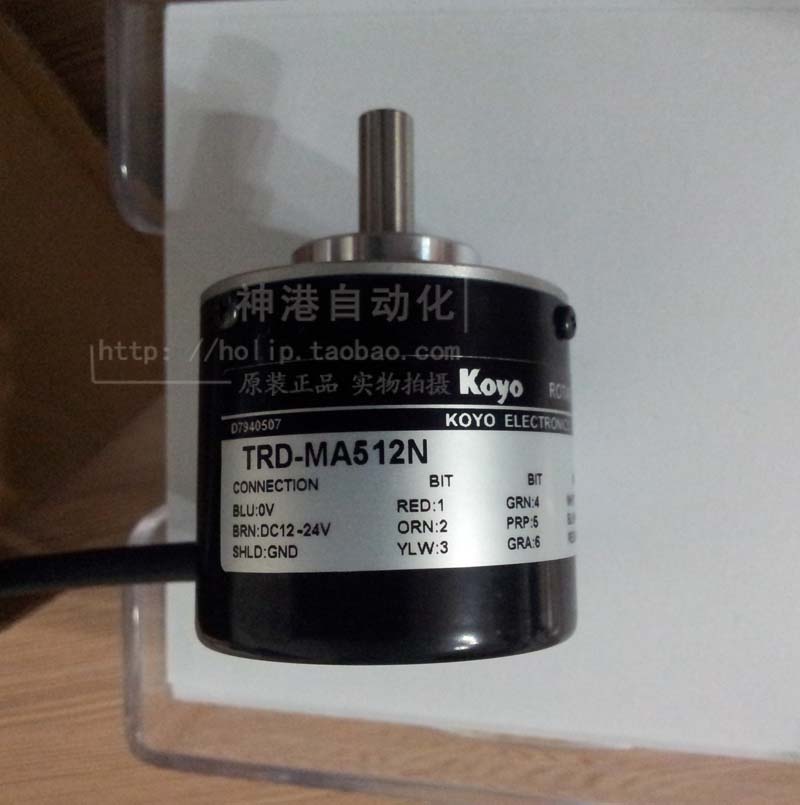 神港自动化
http://holip.taobao.com
原装正品 实物拍摄 Koyo
D7940507 KOYO ELECTRONICS
TRD-MA512N
CONNECTION BIT BIT
BLU:0V RED:1 GRN:4
BRN:DC12-24V ORN:2 PRP:5
SHLD:GND YLW:3 GRA:6